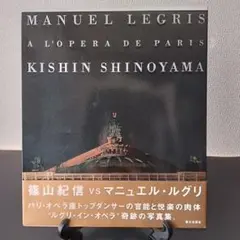 MANUEL LEGRIS
A L'OPERA DE PARIS
KISHIN SHINOYAMA
篠山紀信 VS マニュエル・ルグリ
パリ・オペラ座トップダンサーの官能と悦楽の肉体
"ルグリ・イン・オペラ"奇跡の写真集。